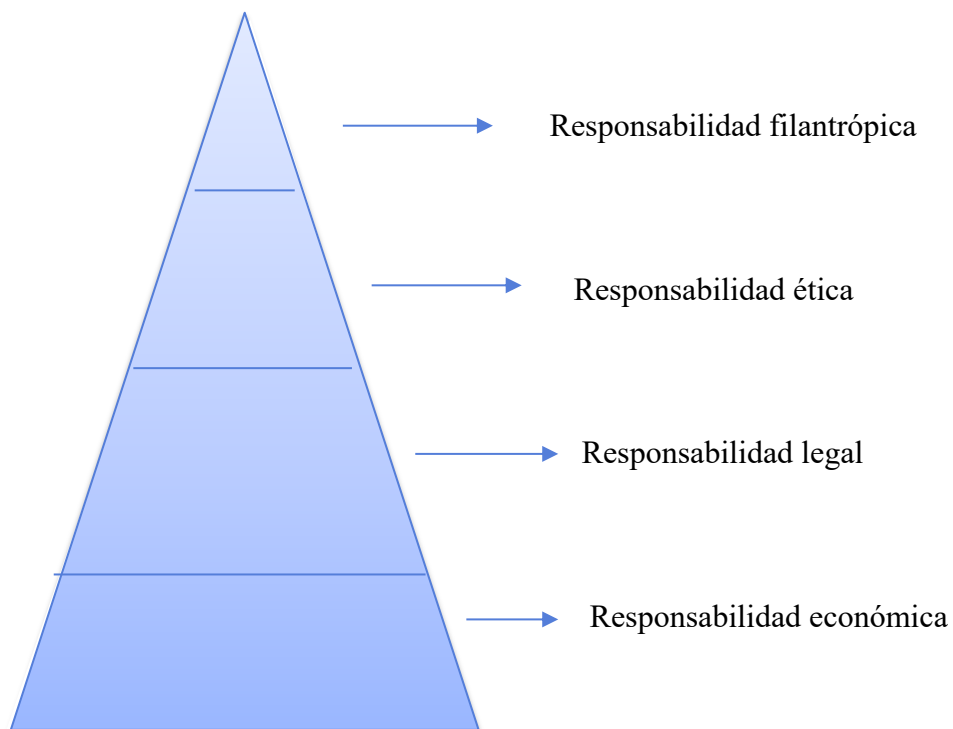 Responsabilidad filantrópica
Responsabilidad ética
Responsabilidad legal
Responsabilidad económica